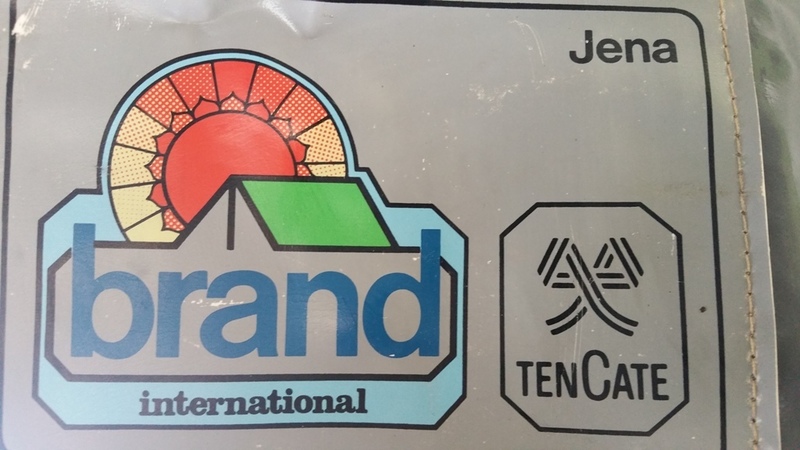 Jena
brand
international
TENCATE